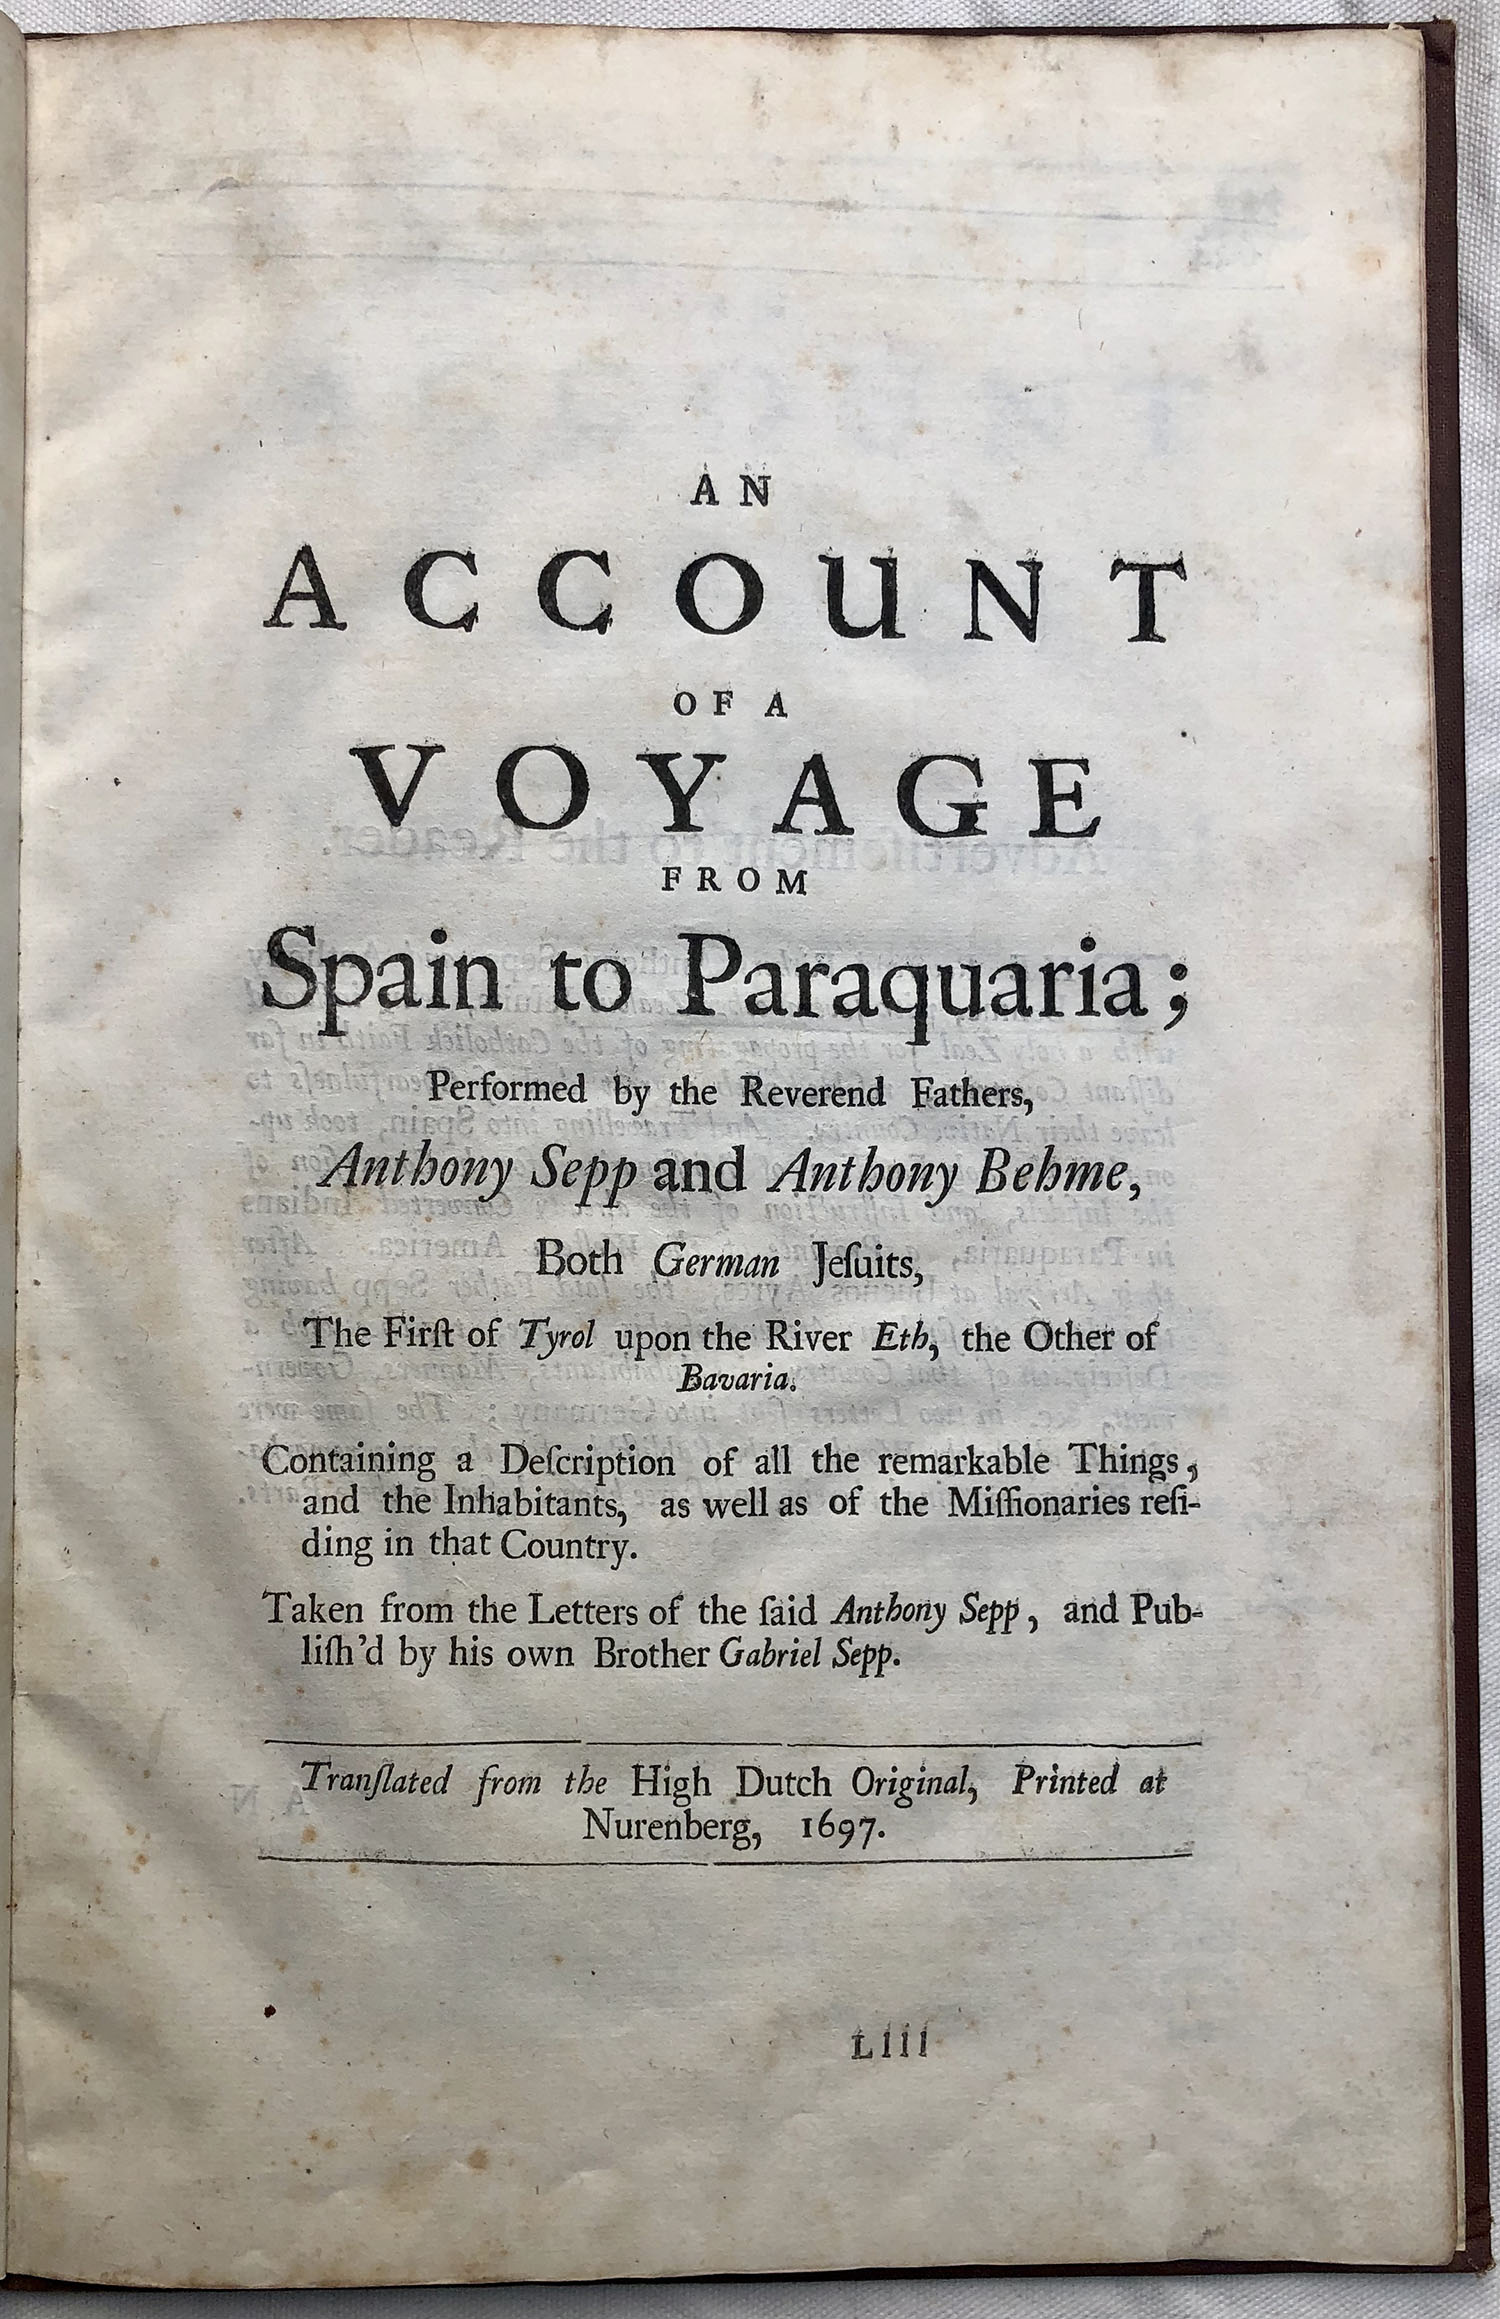 AN
ACCOUNT
OF A
VOYAGE
FROM
Spain to Paraquaria;
Performed by the Reverend Fathers,
Anthony Sepp and Anthony Behme,
Both German Jeſuits,
The Firſt of Tyrol upon the River Eth, the Other of
Bavaria.
Containing a Deſcription of all the remarkable Things,
and the Inhabitants, as well as of the Miſſionaries reſi-
ding in that Country.
Taken from the Letters of the ſaid Anthony Sepp, and Pub-
liſh'd by his own Brother Gabriel Sepp.
Tranſlated from the High Dutch Original, Printed at
Nurenberg, 1697.
Llll